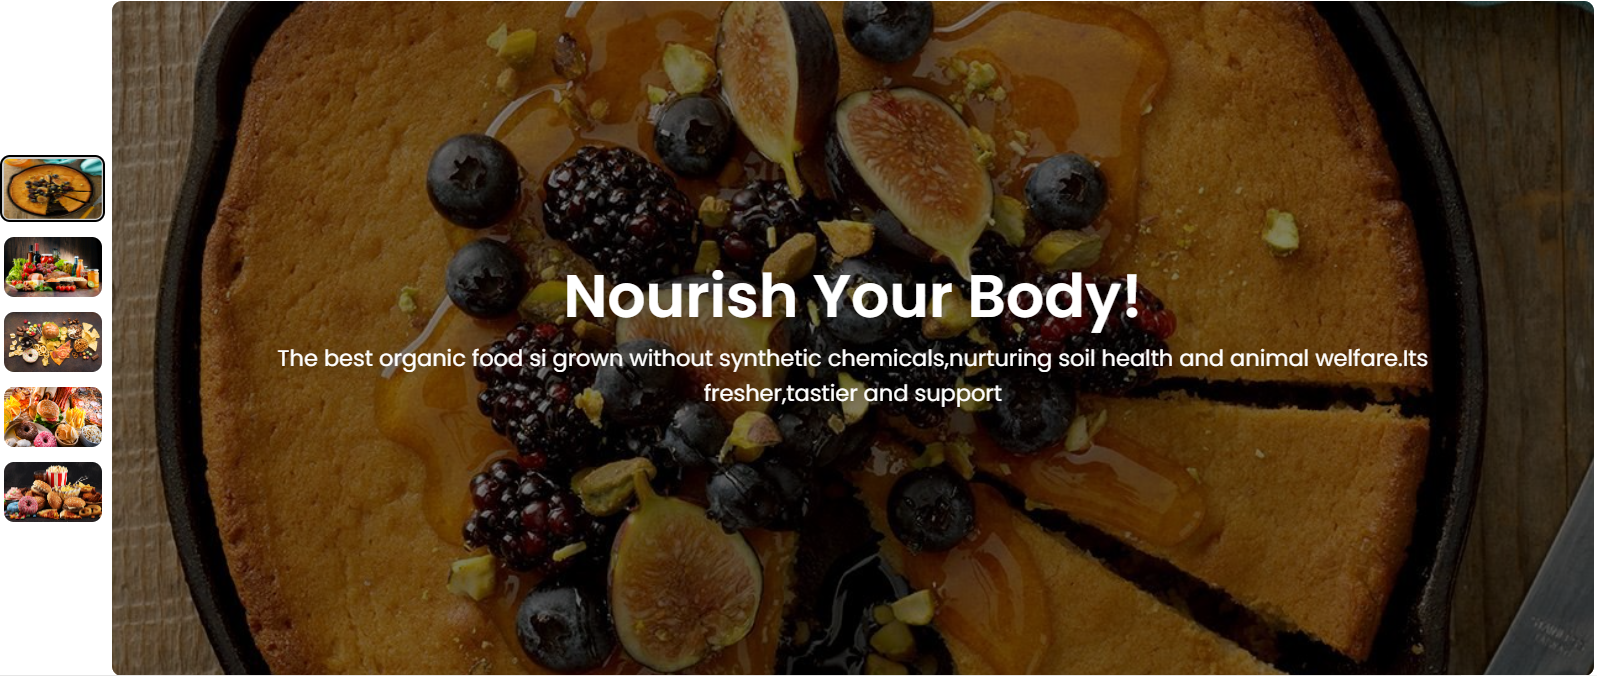 Nourish Your Body!
The best organic food si grown without synthetic chemicals,nurturing soil health and animal welfare.Its
fresher,tastier and support